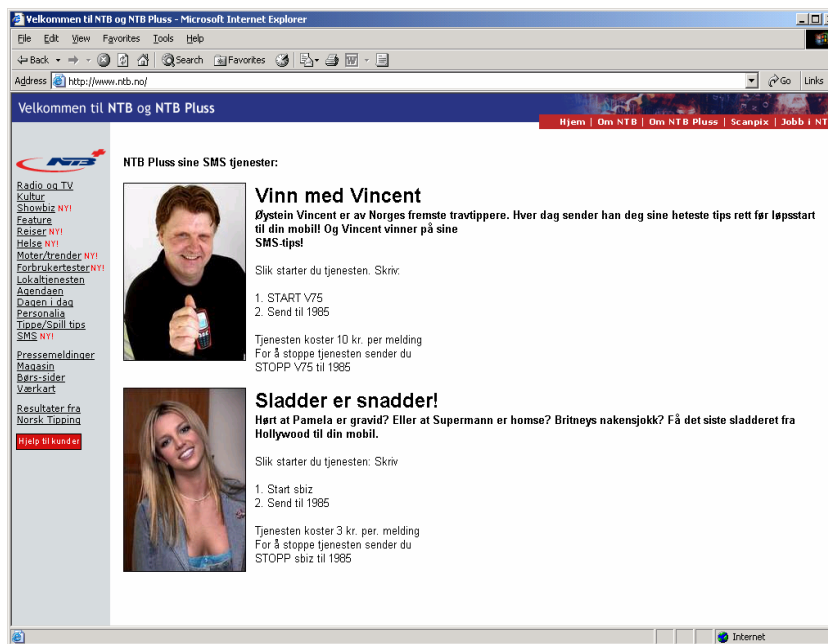 Velkommen til NTB og NTB Pluss - Microsoft Internet Explorer
File Edit View Favorites Tools Help
Back Search Favorites
Address http://www.ntb.no/ Go Links
Velkommen til NTB og NTB Pluss
Hjem | Om NTB | Om NTB Pluss | Scanpix | Jobb i NT
NTB
NTB Pluss sine SMS tjenester:
Radio og TV
Kultur
Showbiz NY!
Feature
Reiser NY!
Helse NY!
Moter/trender NY!
Forbrukertester NY!
Lokaltjenesten
Agendaen
Dagen i dag
Personalia
Tippe/Spill tips
SMS NY!
Pressemeldinger
Magasin
Børs-sider
Værkart
Resultater fra
Norsk Tipping
Hjelp til kunder
Vinn med Vincent
Øystein Vincent er av Norges fremste travtippere. Hver dag sender han deg sine heteste tips rett før løpsstart
til din mobil! Og Vincent vinner på sine
SMS-tips!
Slik starter du tjenesten. Skriv:
1. START V75
2. Send til 1985
Tjenesten koster 10 kr. per melding
For å stoppe tjenesten sender du
STOPP V75 til 1985
Sladder er snadder!
Hørt at Pamela er gravid? Eller at Supermann er homse? Britneys nakensjokk? Få det siste sladderet fra
Hollywood til din mobil.
Slik starter du tjenesten: Skriv
1. Start sbiz
2. Send til 1985
Tjenesten koster 3 kr. per. melding
For å stoppe tjenesten sender du
STOPP sbiz til 1985
Internet